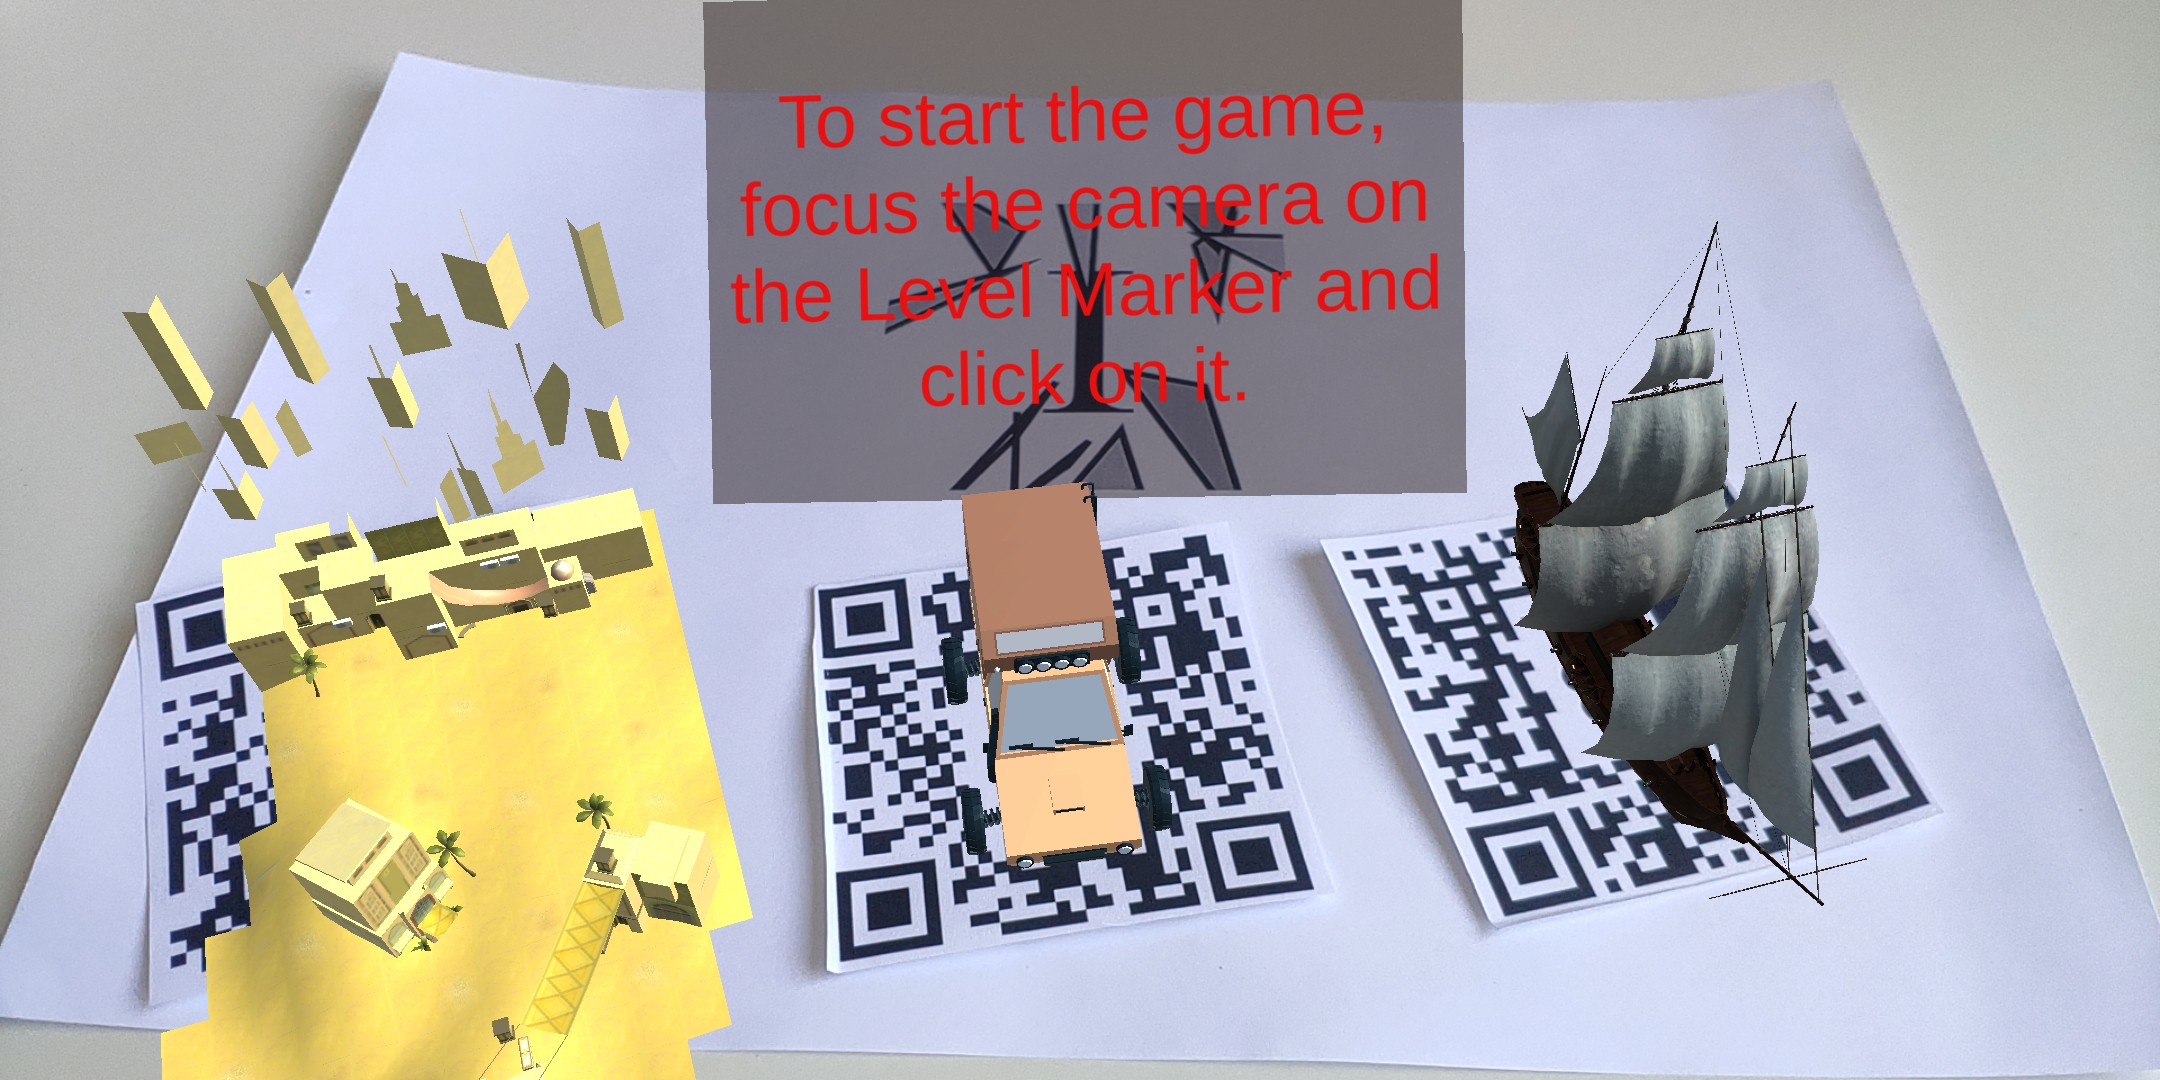 To start the game,
focus the camera on
the Level Marker and
click on it.